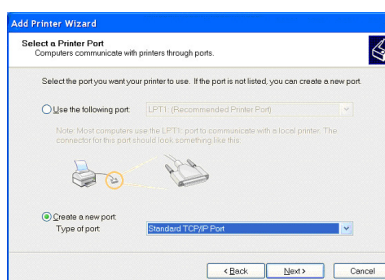 Add Printer Wizard
Select a Printer Port
Computers communicate with printers through ports.
Select the port you want your printer to use. If the port is not listed, you can create a new port.
Use the following port: LPT1: (Recommended Printer Port)
Note: Most computers use the LPT1: port to communicate with a local printer. The
connector for this port should look something like this:
Create a new port:
Type of port: Standard TCP/IP Port
< Back Next > Cancel